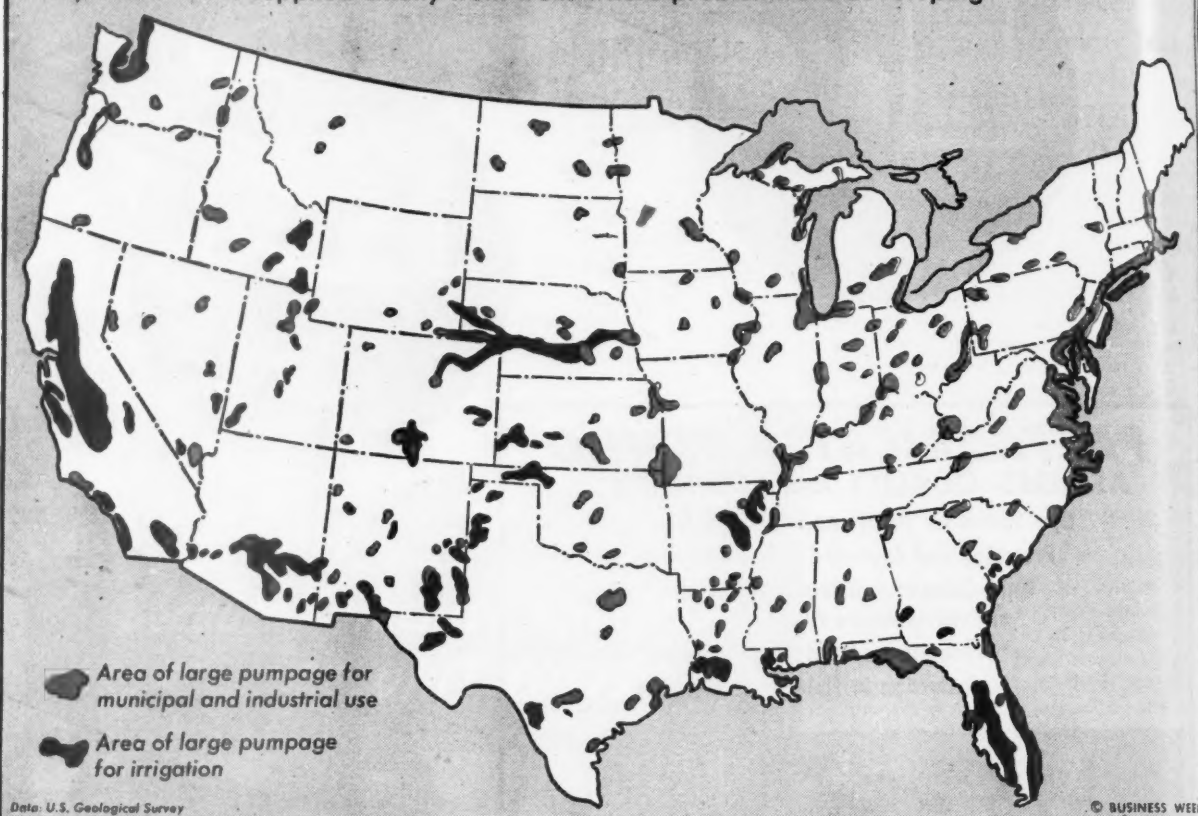 Area of large pumpage for
municipal and industrial use
Area of large pumpage
for irrigation
Data: U.S. Geological Survey
© BUSINESS WEE